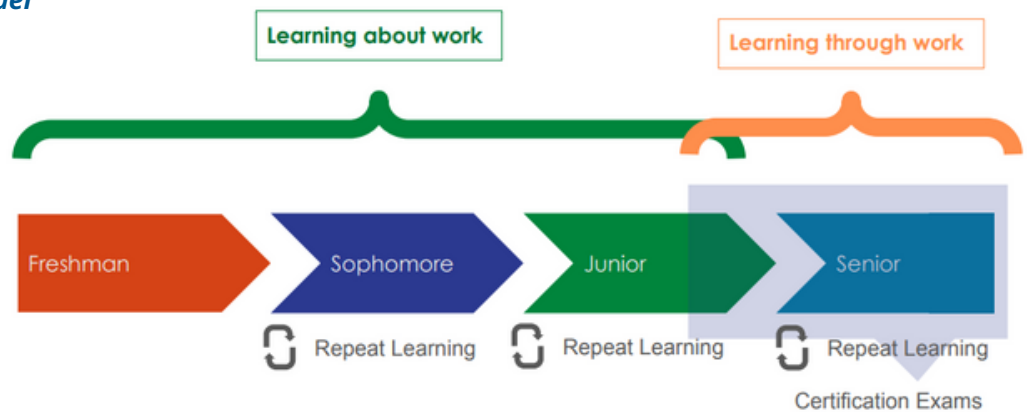 Learning about work
Learning through work
Freshman
Sophomore
Junior
Senior
Repeat Learning
Repeat Learning
Repeat Learning
Certification Exams